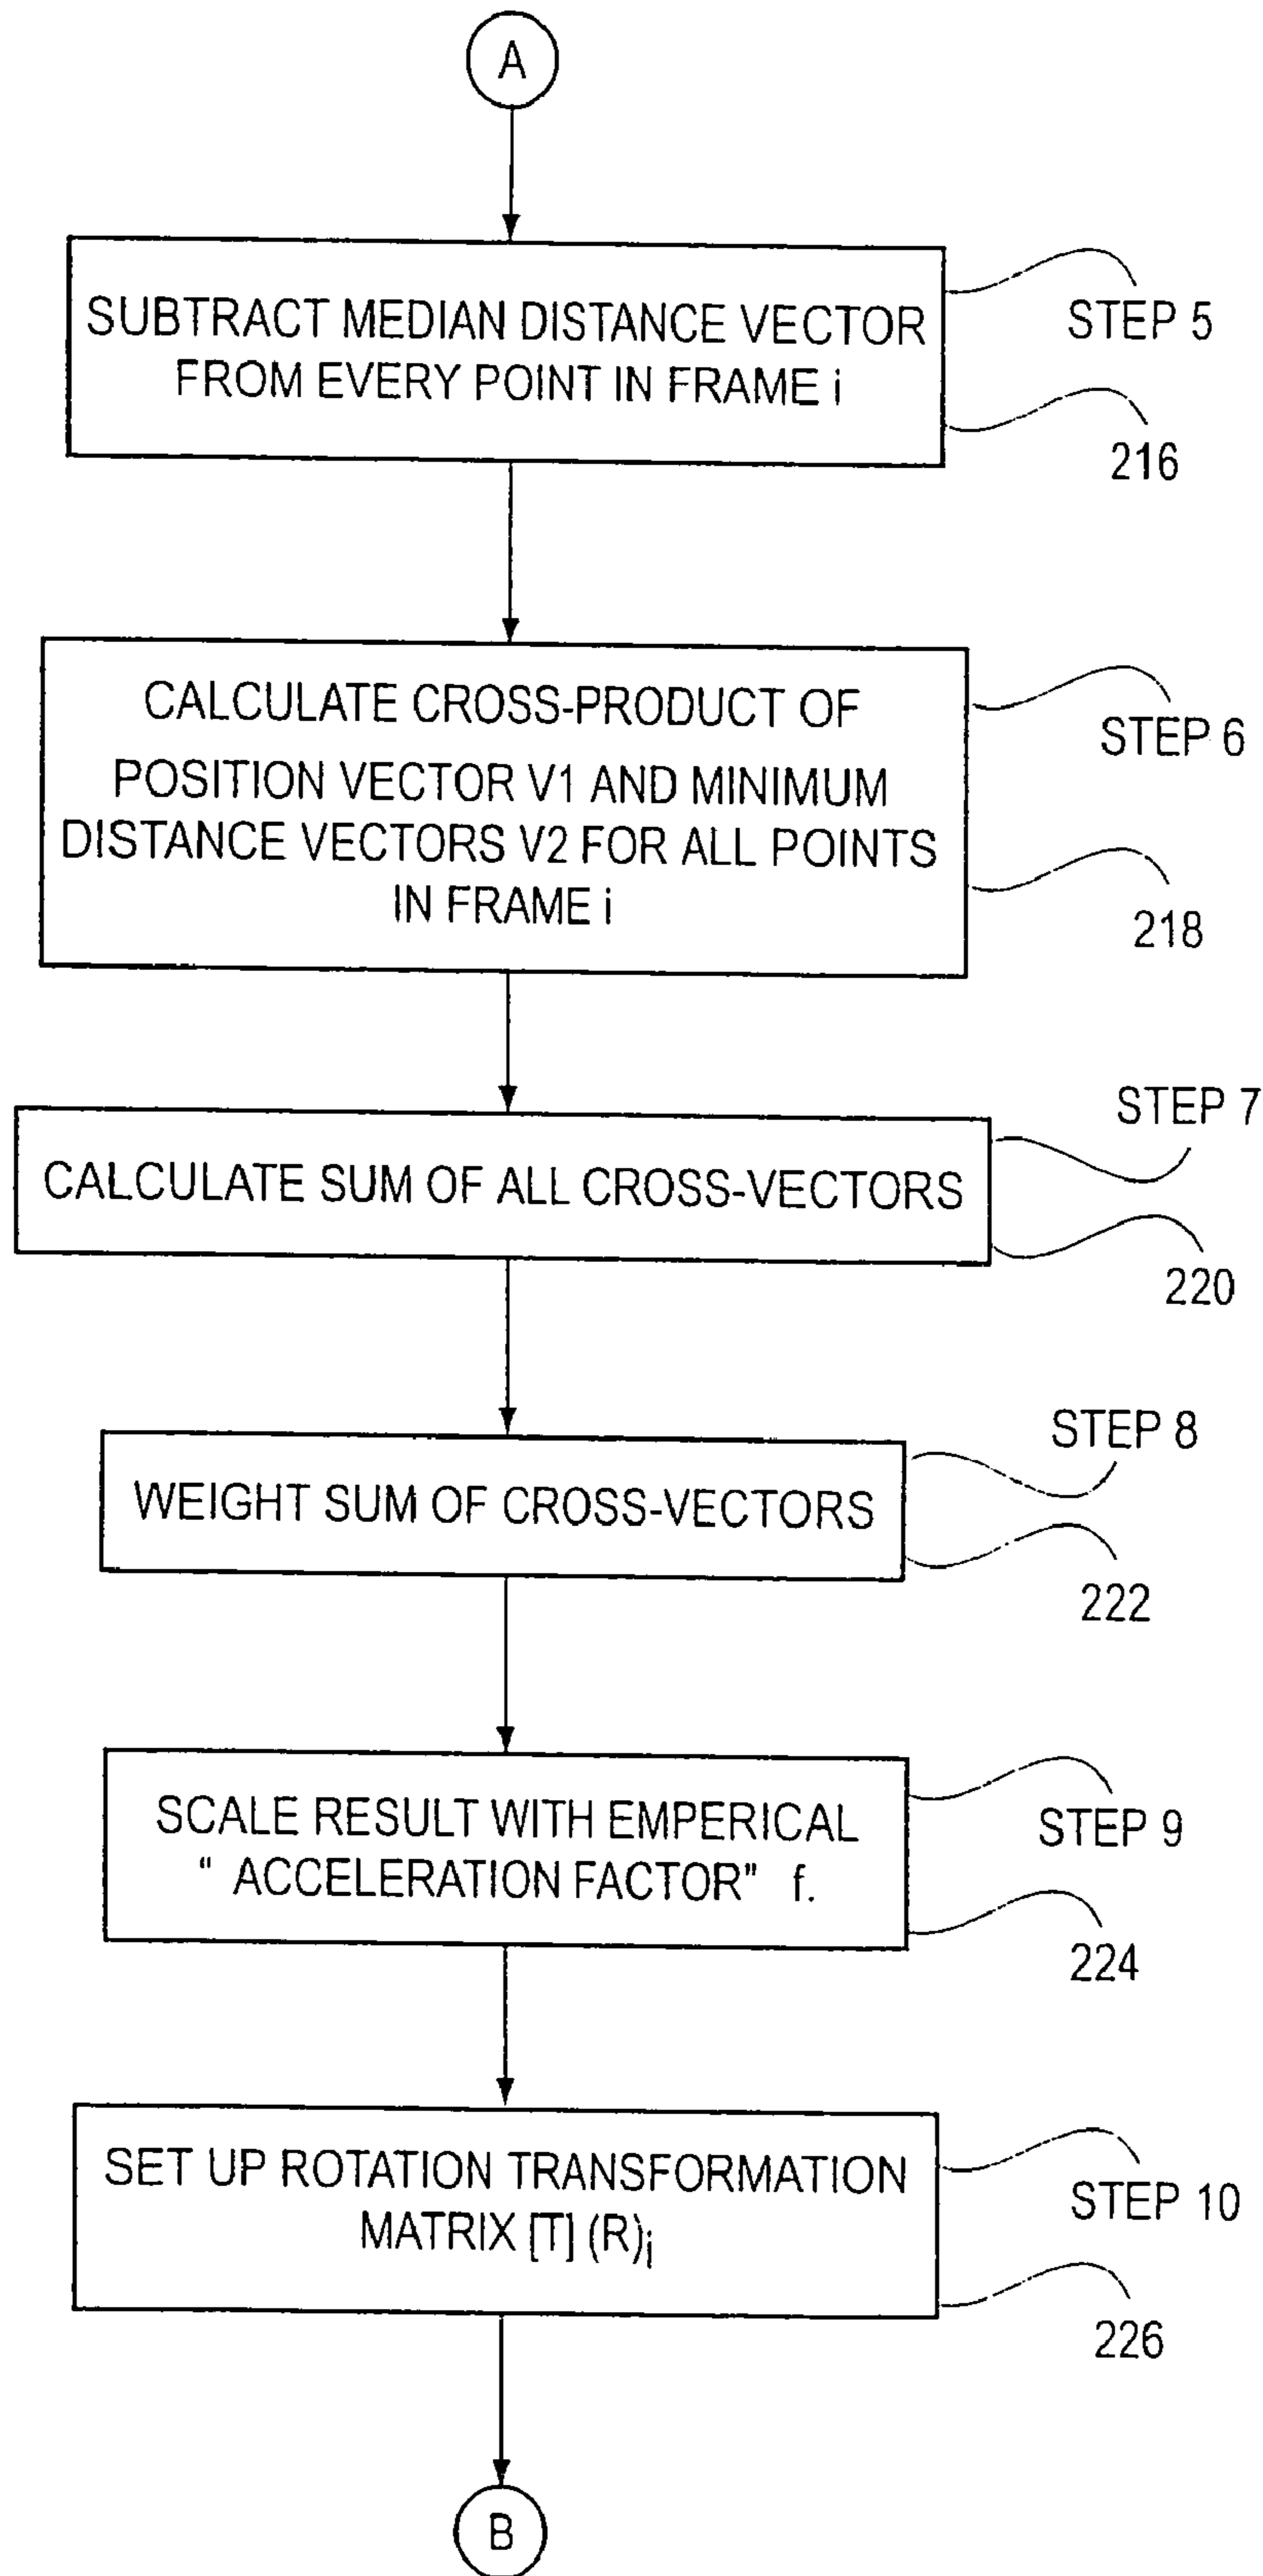 A
SUBTRACT MEDIAN DISTANCE VECTOR
FROM EVERY POINT IN FRAME i
STEP 5
216
CALCULATE CROSS-PRODUCT OF
POSITION VECTOR V1 AND MINIMUM
DISTANCE VECTORS V2 FOR ALL POINTS
IN FRAME i
STEP 6
218
CALCULATE SUM OF ALL CROSS-VECTORS
STEP 7
220
WEIGHT SUM OF CROSS-VECTORS
STEP 8
222
SCALE RESULT WITH EMPERICAL
" ACCELERATION FACTOR" f.
STEP 9
224
SET UP ROTATION TRANSFORMATION
MATRIX [T] (R)i
STEP 10
226
B